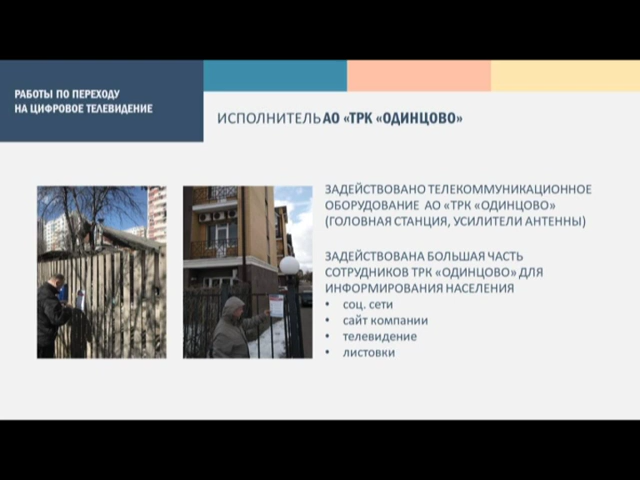 РАБОТЫ ПО ПЕРЕХОДУ
НА ЦИФРОВОЕ ТЕЛЕВИДЕНИЕ
ИСПОЛНИТЕЛЬ АО «ТРК «ОДИНЦОВО»
ЗАДЕЙСТВОВАНО ТЕЛЕКОММУНИКАЦИОННОЕ
ОБОРУДОВАНИЕ АО «ТРК «ОДИНЦОВО»
(ГОЛОВНАЯ СТАНЦИЯ, УСИЛИТЕЛИ АНТЕННЫ)
ЗАДЕЙСТВОВАНА БОЛЬШАЯ ЧАСТЬ
СОТРУДНИКОВ ТРК «ОДИНЦОВО» ДЛЯ
ИНФОРМИРОВАНИЯ НАСЕЛЕНИЯ
• соц. сети
• сайт компании
• телевидение
• листовки